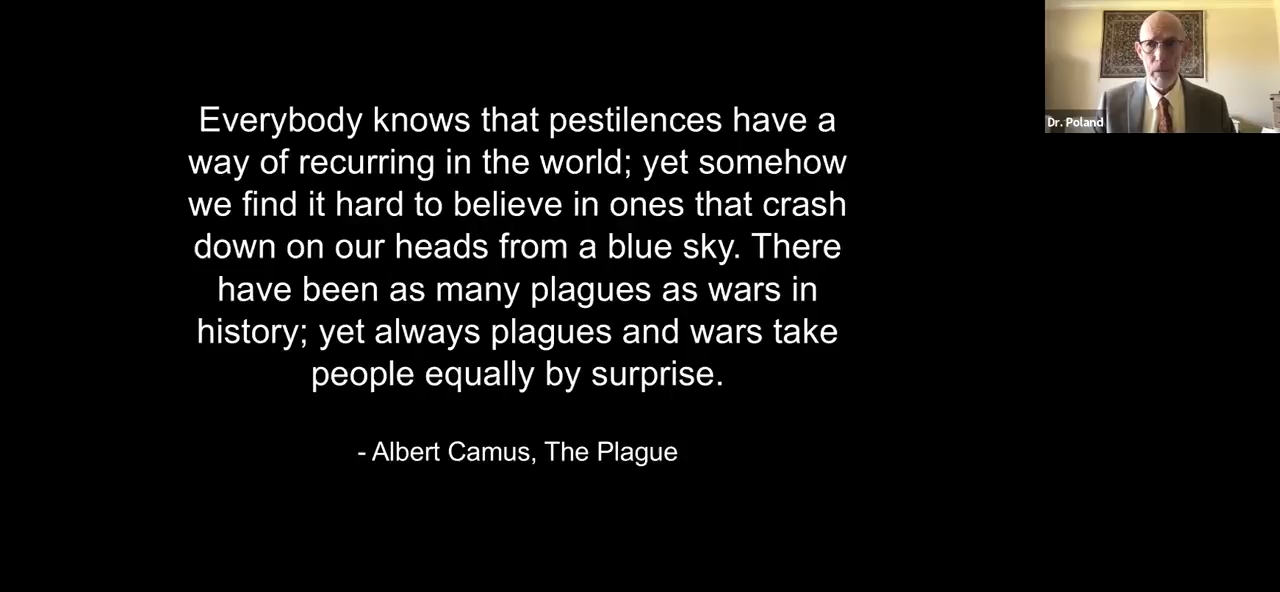 Everybody knows that pestilences have a
way of recurring in the world; yet somehow
we find it hard to believe in ones that crash
down on our heads from a blue sky. There
have been as many plagues as wars in
history; yet always plagues and wars take
people equally by surprise.
- Albert Camus, The Plague
Dr. Poland